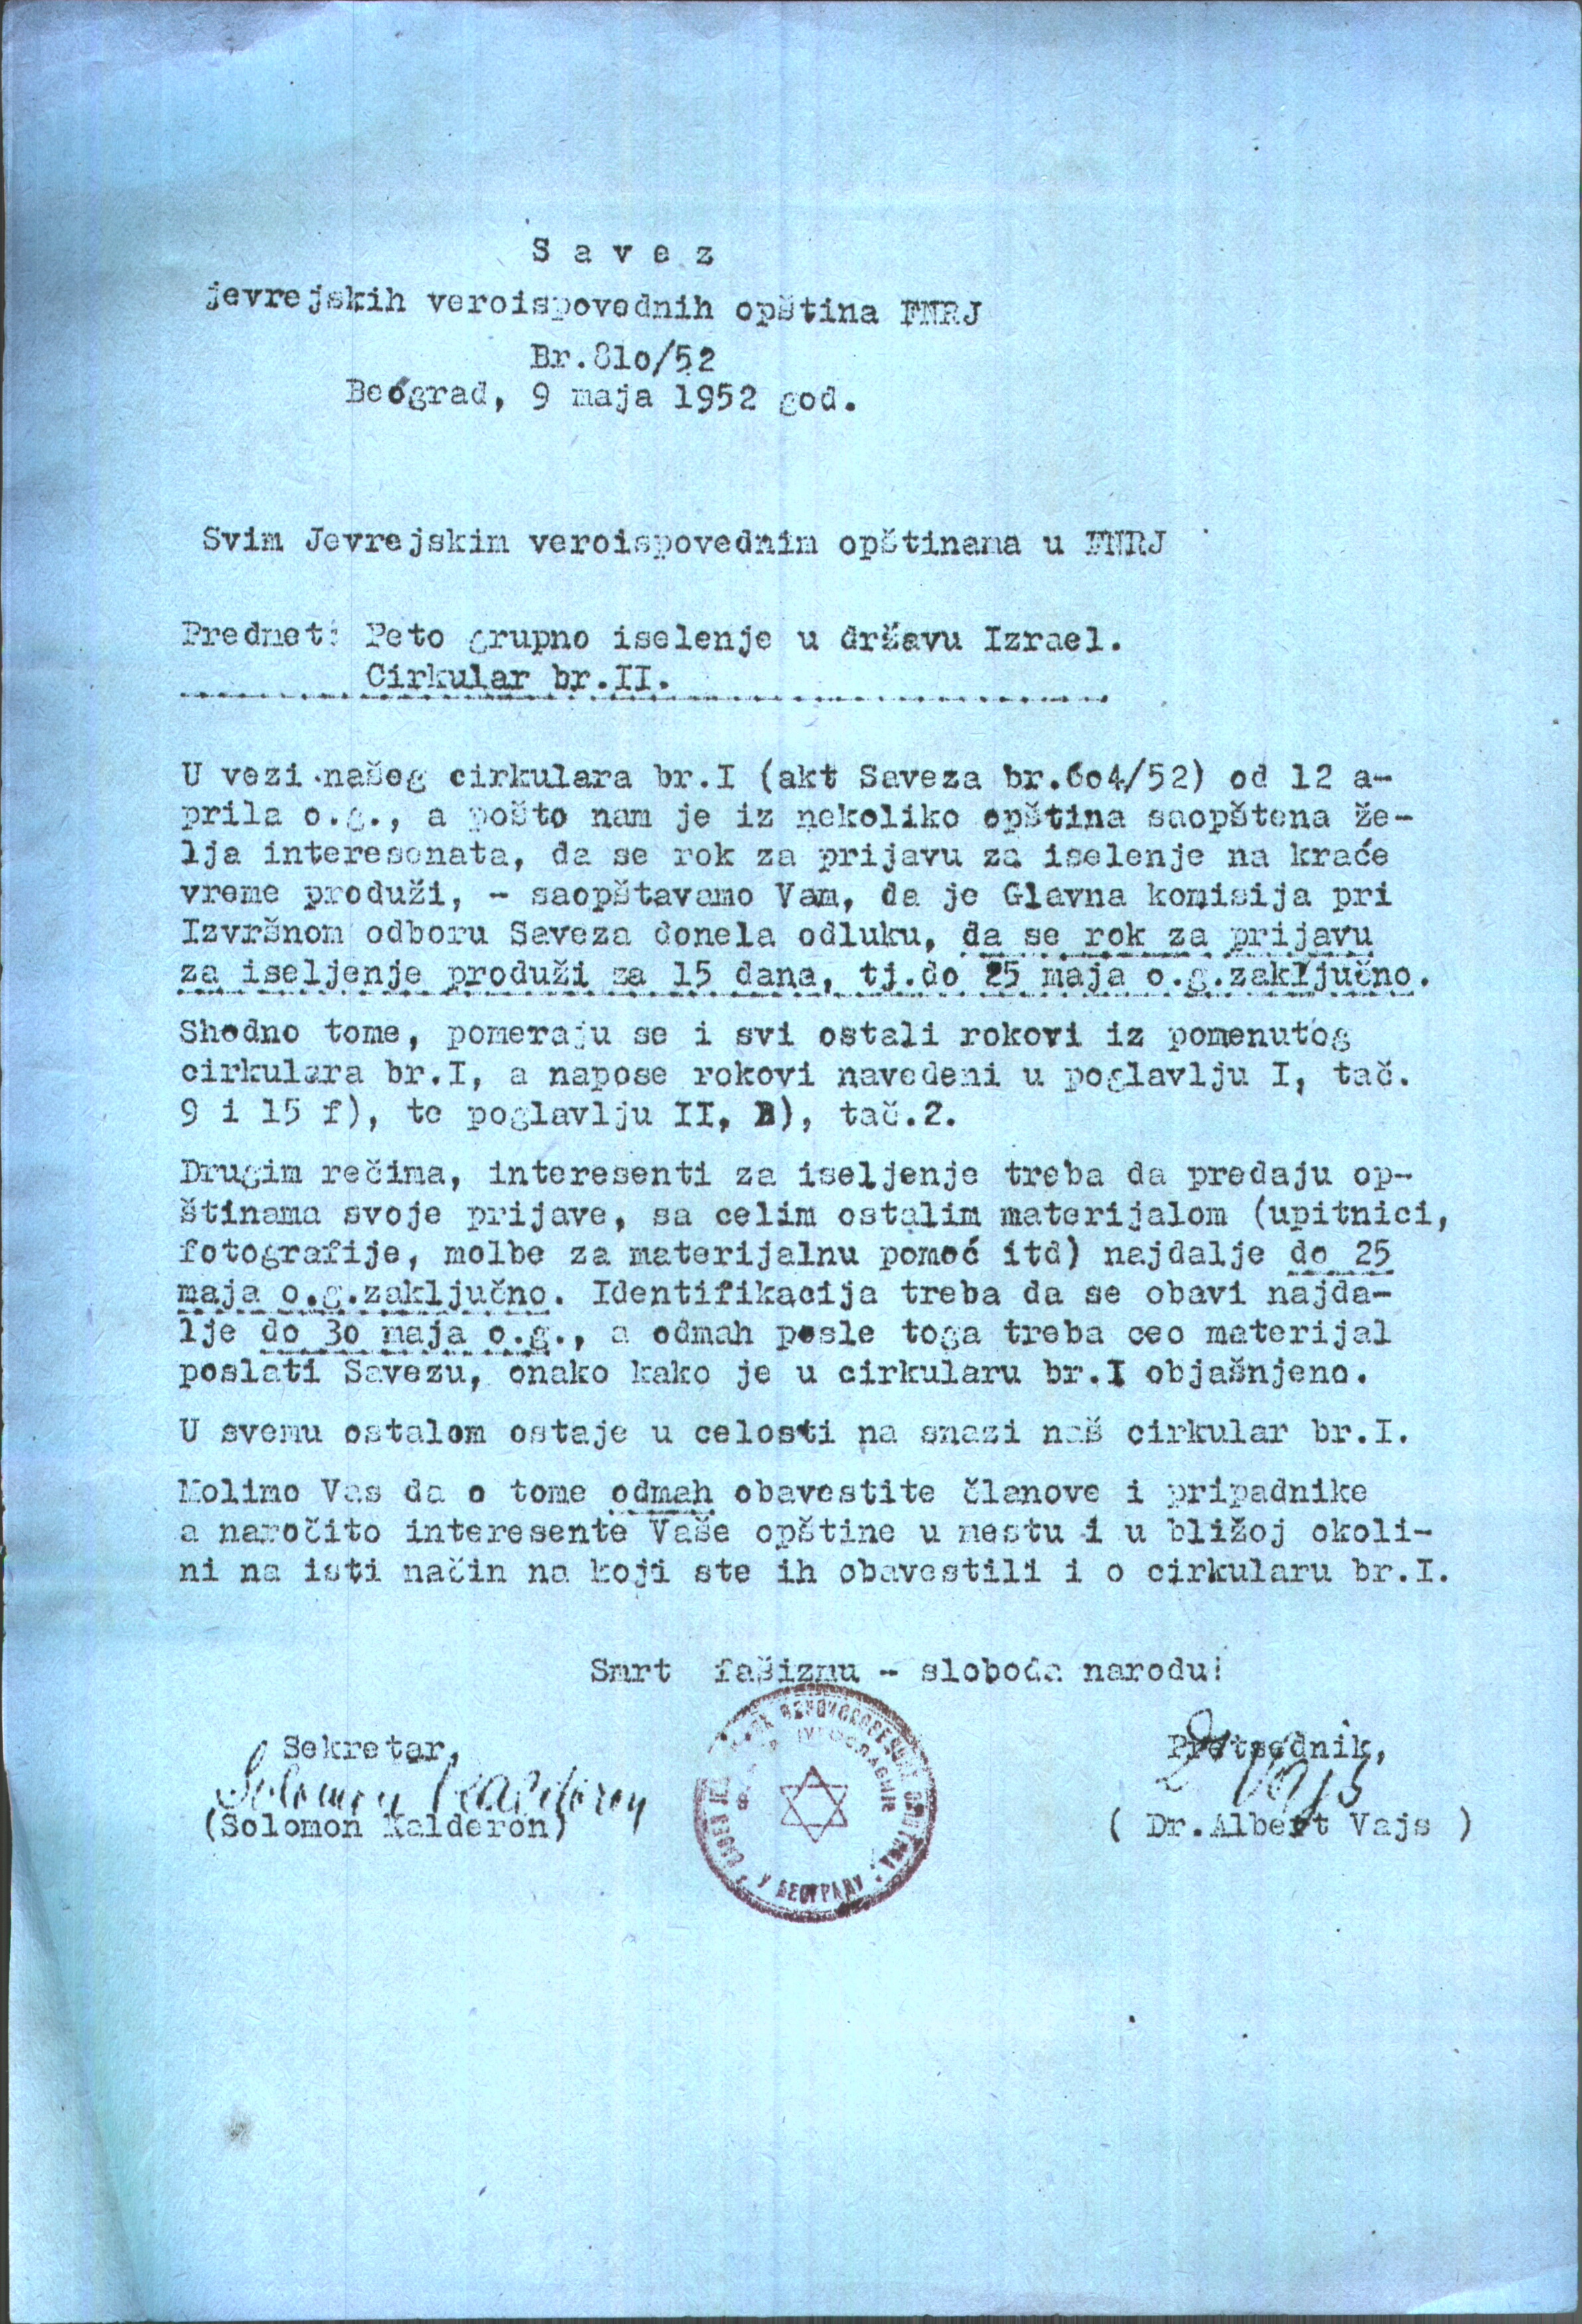 S a v e z
jevrejskih veroispovednih opština FNRJ
Br.81o/52
Beograd, 9 maja 1952 god.
Svim Jevrejskim veroispovednim opštinama u FNRJ
Predmet: Peto grupno iselenje u državu Izrael.
Cirkular br.II.
U vezi našeg cirkulara br.I (akt Saveza br.6o4/52) od 12 a-
prila o.g., a pošto nam je iz nekoliko opština saopštena že-
lja interesenata, da se rok za prijavu za iselenje na kraće
vreme produži, - saopštavamo Vam, da je Glavna komisija pri
Izvršnom odboru Saveza donela odluku, da se rok za prijavu
za iseljenje produži za 15 dana, tj.do 25 maja o.g.zaključno.
Shodno tome, pomeraju se i svi ostali rokovi iz pomenutog
cirkulara br.I, a napose rokovi navedeni u poglavlju I, tač.
9 i 15 f), te poglavlju II, B), tač.2.
Drugim rečima, interesenti za iseljenje treba da predaju op-
štinama svoje prijave, sa celim ostalim materijalom (upitnici,
fotografije, molbe za materijalnu pomoć itd) najdalje do 25
maja o.g.zaključno. Identifikacija treba da se obavi najda-
lje do 3o maja o.g., a odmah posle toga treba ceo materijal
poslati Savezu, onako kako je u cirkularu br.I objašnjeno.
U svemu ostalom ostaje u celosti na snazi naš cirkular br.I.
Molimo Vas da o tome odmah obavestite članove i pripadnike
a naročito interesente Vaše opštine u mestu i u bližoj okoli-
ni na isti način na koji ste ih obavestili i o cirkularu br.I.
Smrt fašizmu - sloboda narodu!
Sekretar,
Solomon Kalderon
(Solomon Kalderon)
У БЕОГРАДУ
Pretsednik,
Vajs
( Dr.Albert Vajs )